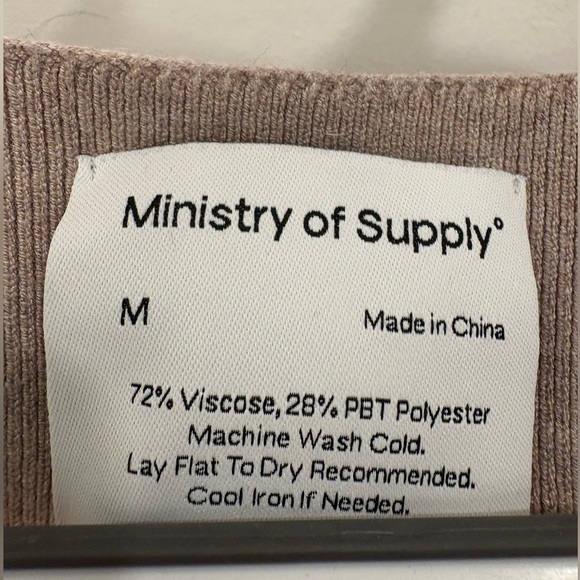 Ministry of Supply°
M
Made in China
72% Viscose, 28% PBT Polyester
Machine Wash Cold.
Lay Flat To Dry Recommended.
Cool Iron If Needed.